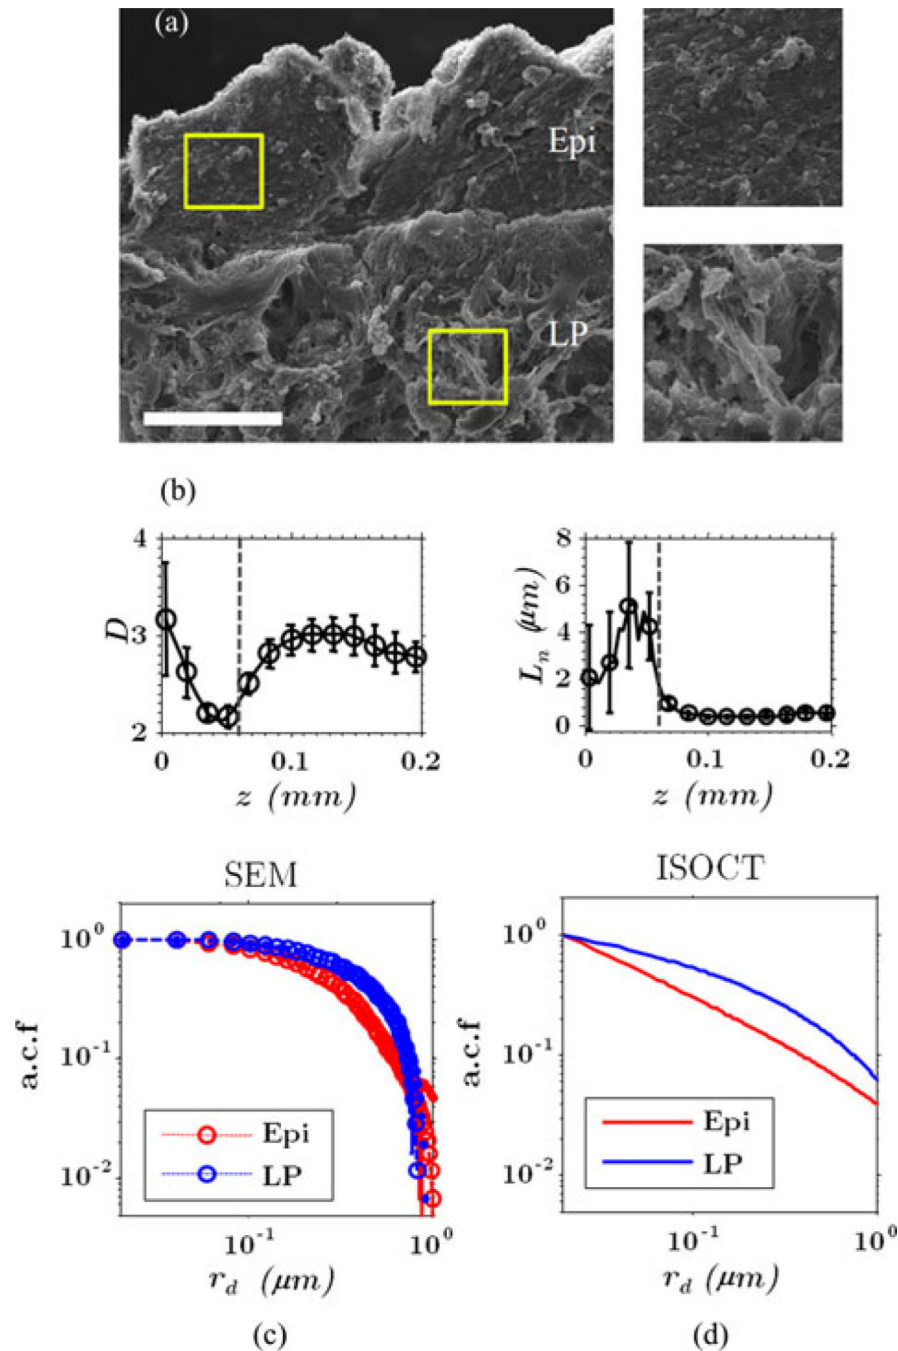 (a)
Epi
LP
(b)
4
3
2
D
0
0.1
0.2
z (mm)
8
6
4
2
0
L_n (μm)
0
0.1
0.2
z (mm)
SEM
10^0
10^-1
10^-2
a.c.f
Epi
LP
10^-1
10^0
r_d (μm)
(c)
ISOCT
10^0
10^-1
10^-2
a.c.f
Epi
LP
10^-1
10^0
r_d (μm)
(d)